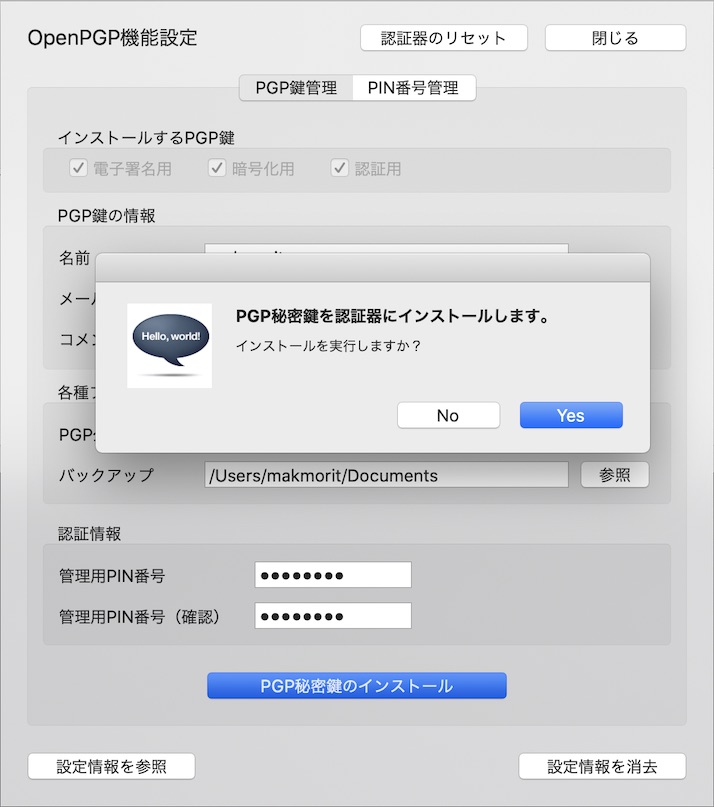 OpenPGP機能設定
認証器のリセット
閉じる
PGP鍵管理
PIN番号管理
インストールするPGP鍵
電子署名用
暗号化用
認証用
PGP鍵の情報
名前
メール
コメン
各種
PGP
Hello, world!
PGP秘密鍵を認証器にインストールします。
インストールを実行しますか？
No
Yes
バックアップ
/Users/makmorit/Documents
参照
認証情報
管理用PIN番号
●●●●●●●●
管理用PIN番号（確認）
●●●●●●●●
PGP秘密鍵のインストール
設定情報を参照
設定情報を消去